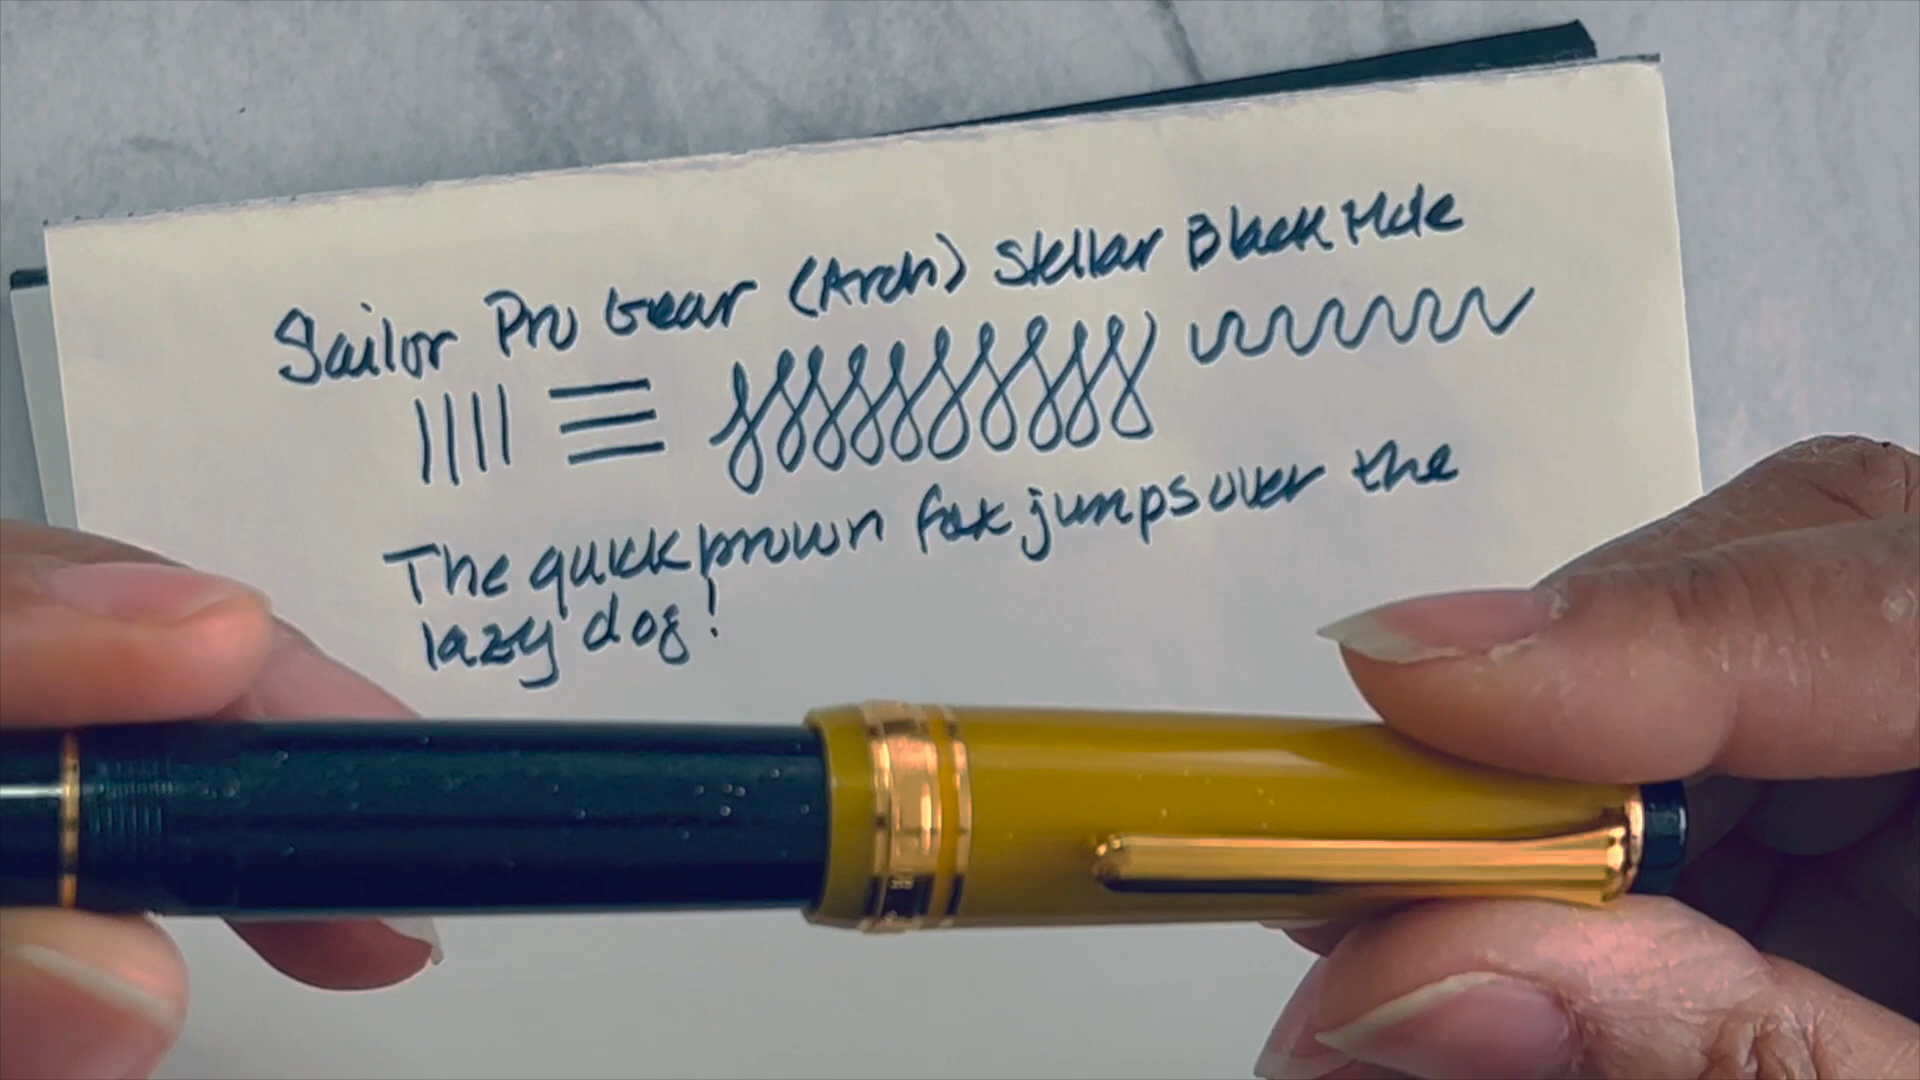 Sailor Pro Gear (Arch) Stellar Black Hole
The quick brown fox jumps over the
lazy dog!